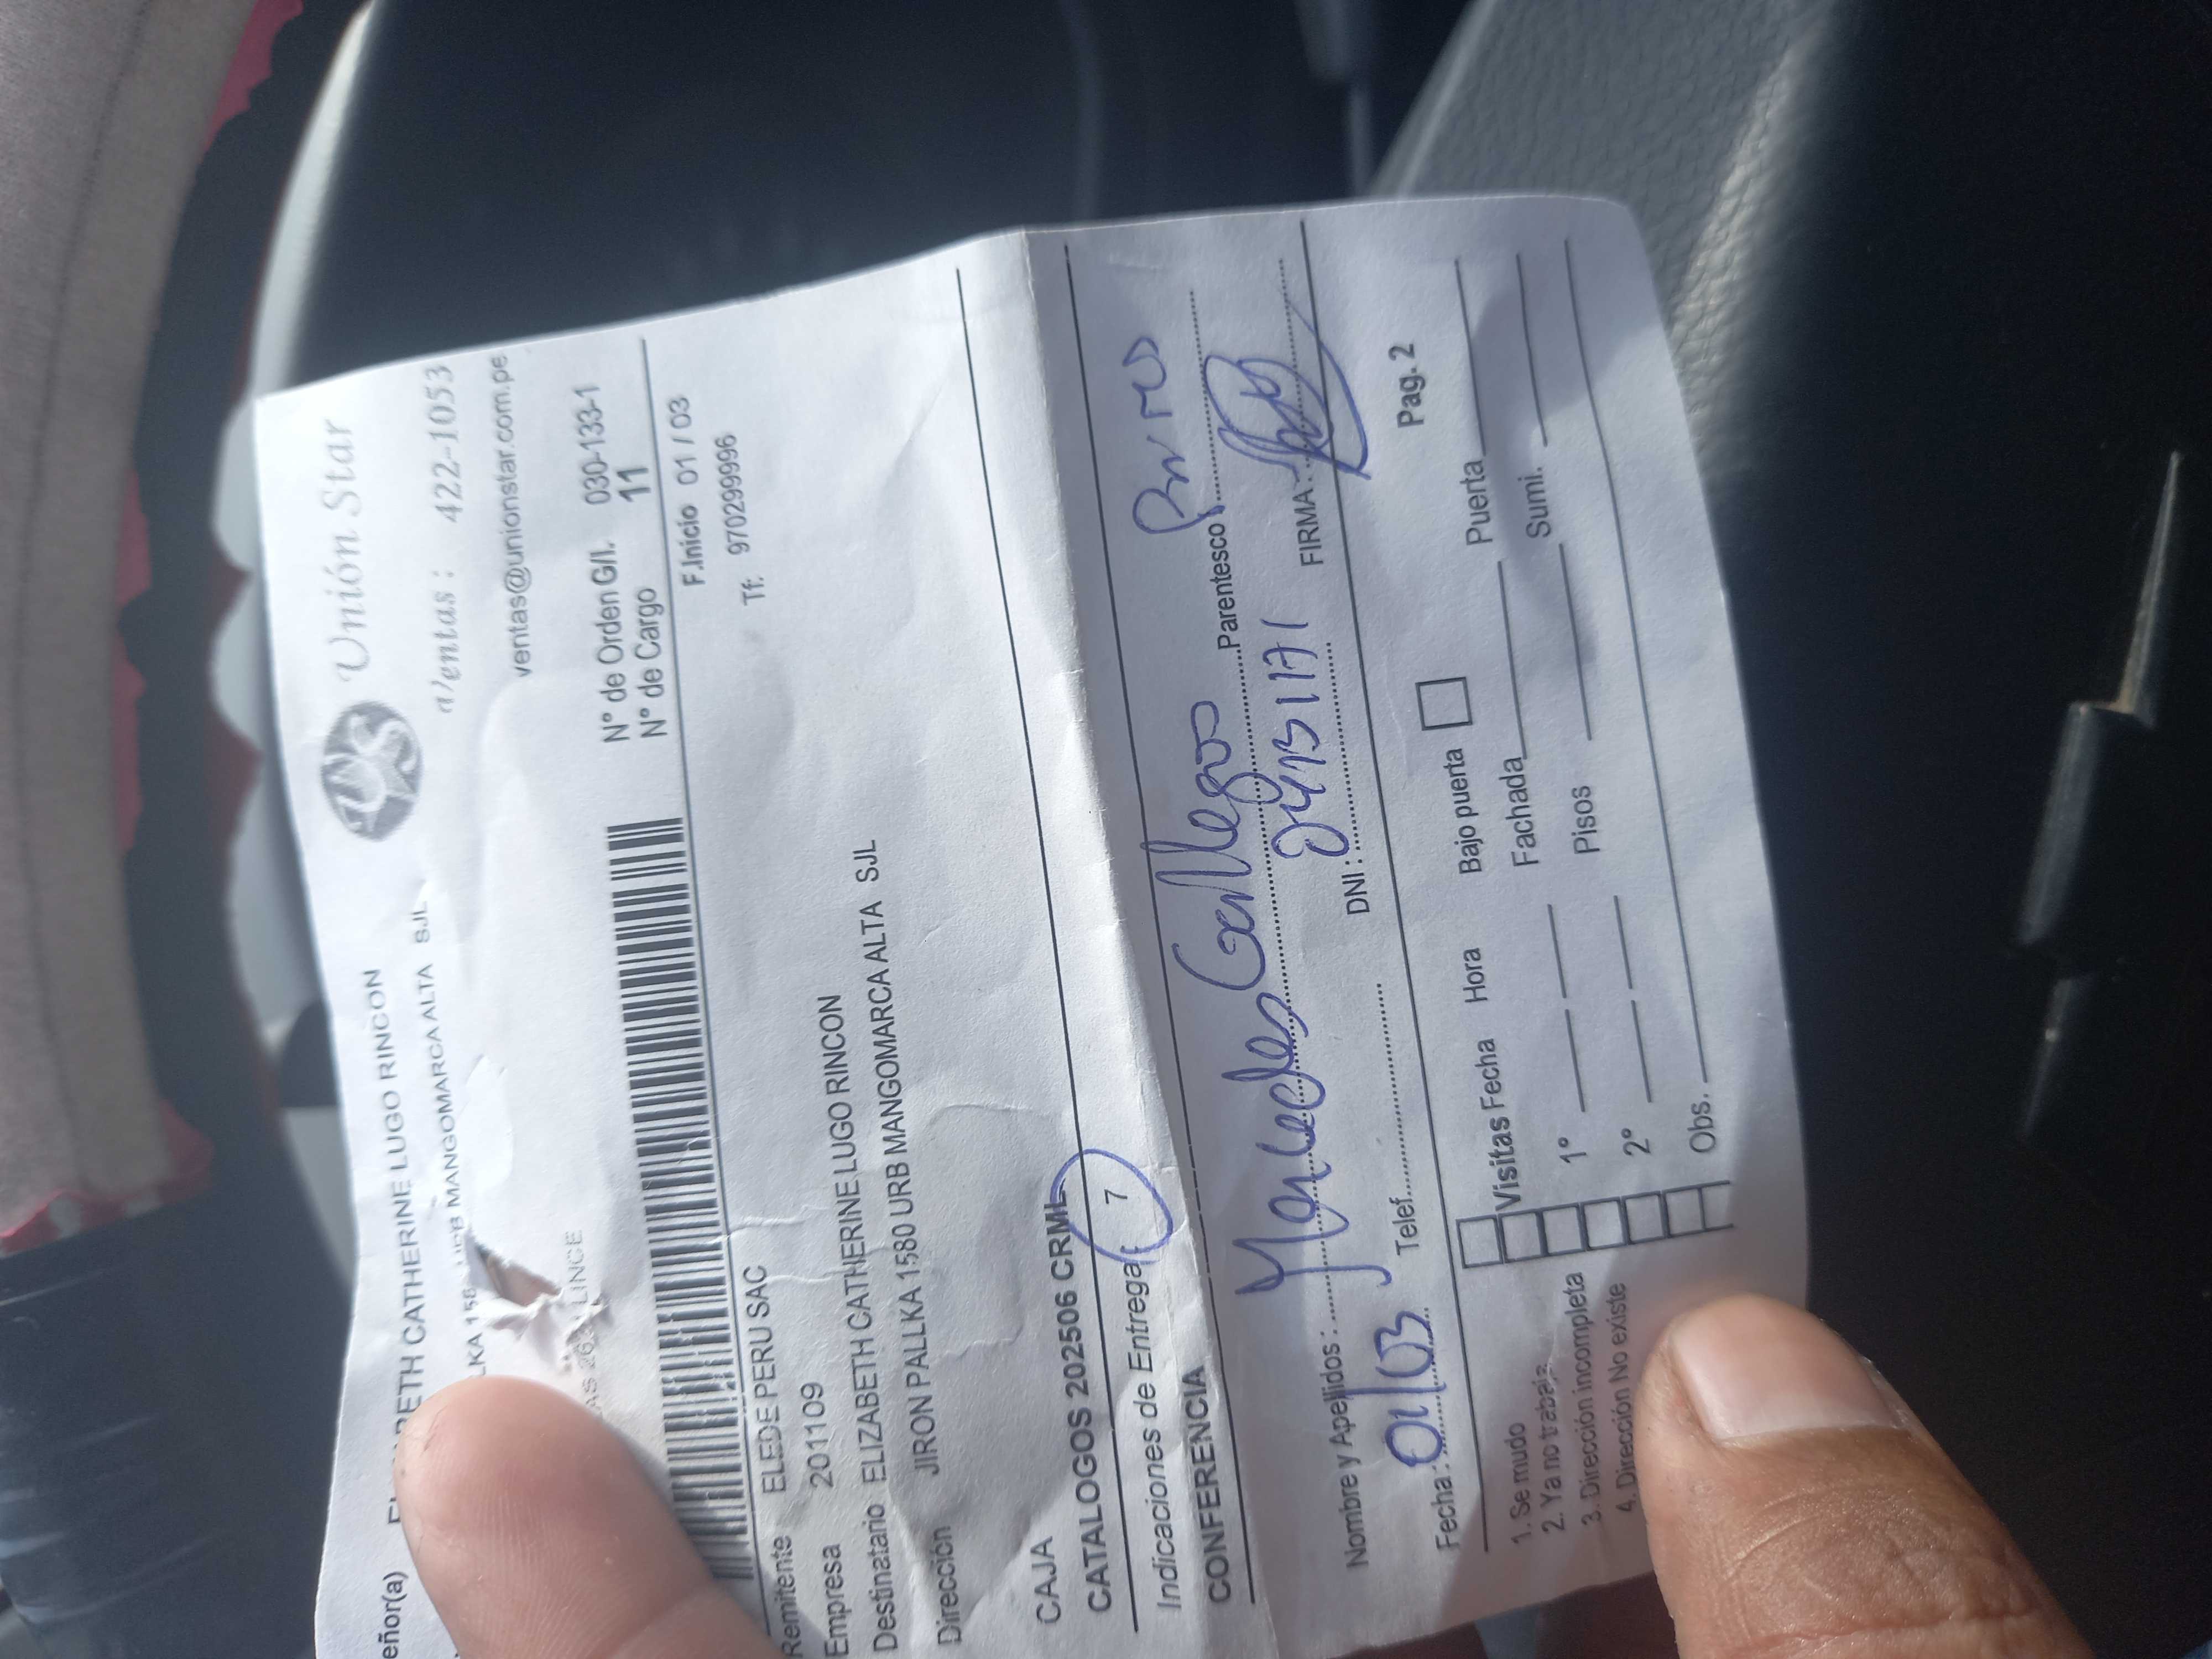 Unión Star
Ventas : 422-1053
ventas@unionstar.com.pe
eñor(a) ELIZABETH CATHERINE LUGO RINCON
LKA 158 URB MANGOMARCA ALTA SJL
LINCE
N° de Orden G/I. 030-133-1
N° de Cargo 11
F.Inicio 01 / 03
Remitente ELEDE PERU SAC
Empresa 2011109
Tf: 970299996
Destinatario ELIZABETH CATHERINE LUGO RINCON
Dirección JIRON PALLKA 1580 URB MANGOMARCA ALTA SJL
CAJA
CATALOGOS 202506 CRML
Indicaciones de Entrega 7
CONFERENCIA
Nombre y Apellidos : Gallegos Parentesco
Fecha : 01/03 Telef. DNI : FIRMA:
Pag. 2
1. Se mudo
2. Ya no trabaja
3. Dirección incompleta
4. Dirección No existe
Visitas Fecha Hora Bajo puerta
1° Fachada Puerta
2° Pisos Sumi.
Obs.